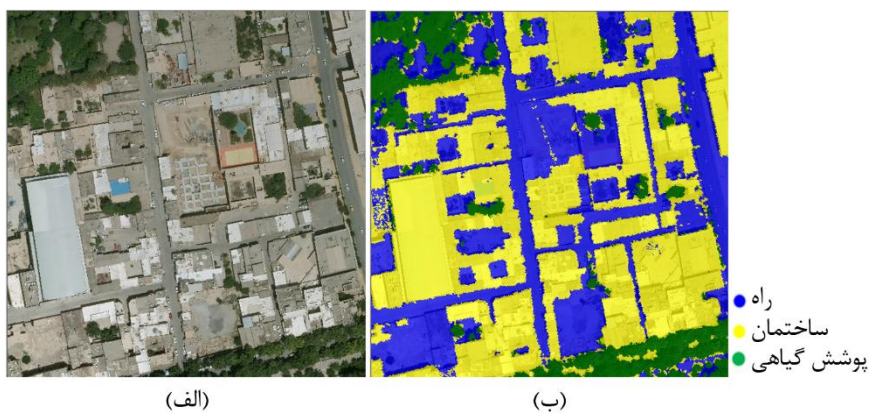 راه
ساختمان
پوشش گیاهی
(الف)
(ب)